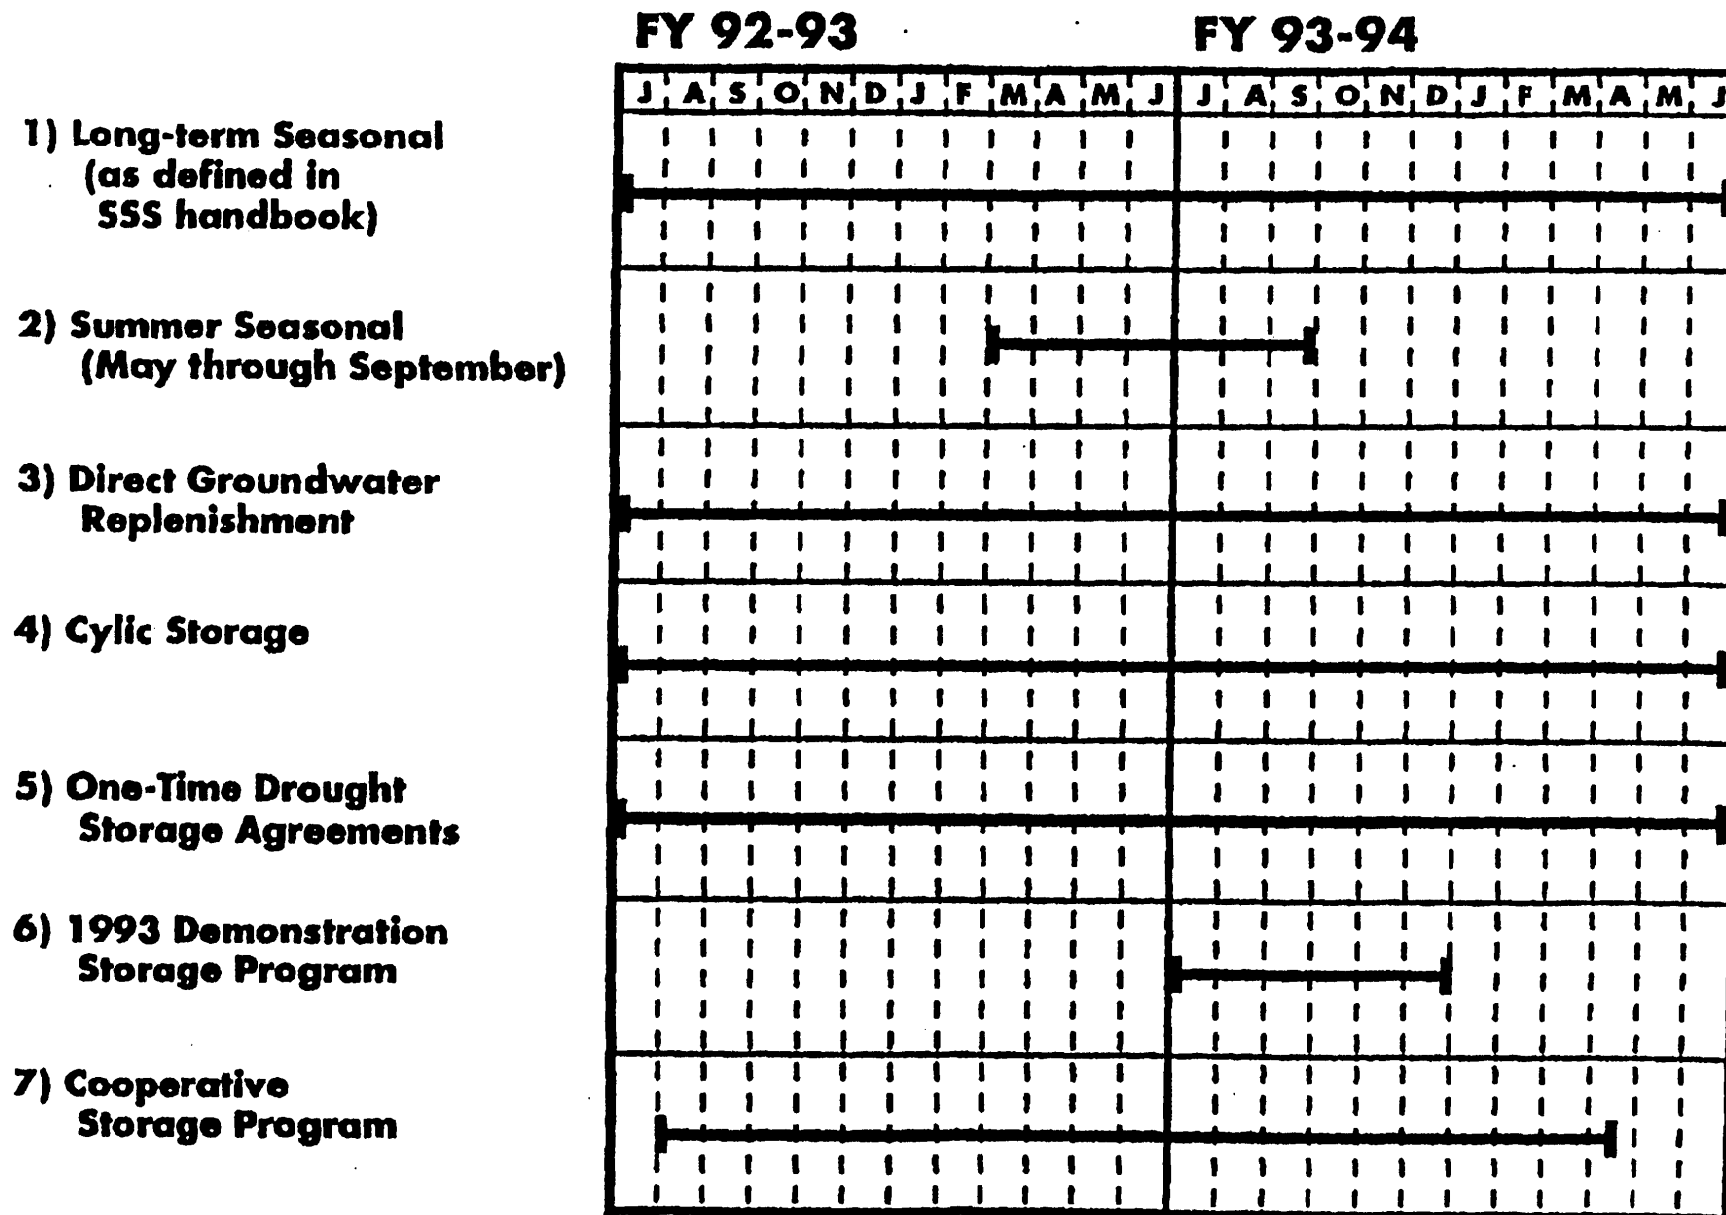 FY 92-93 FY 93-94
J A S O N D J F M A M J J A S O N D J F M A M J
1) Long-term Seasonal
(as defined in
SSS handbook)
2) Summer Seasonal
(May through September)
3) Direct Groundwater
Replenishment
4) Cylic Storage
5) One-Time Drought
Storage Agreements
6) 1993 Demonstration
Storage Program
7) Cooperative
Storage Program